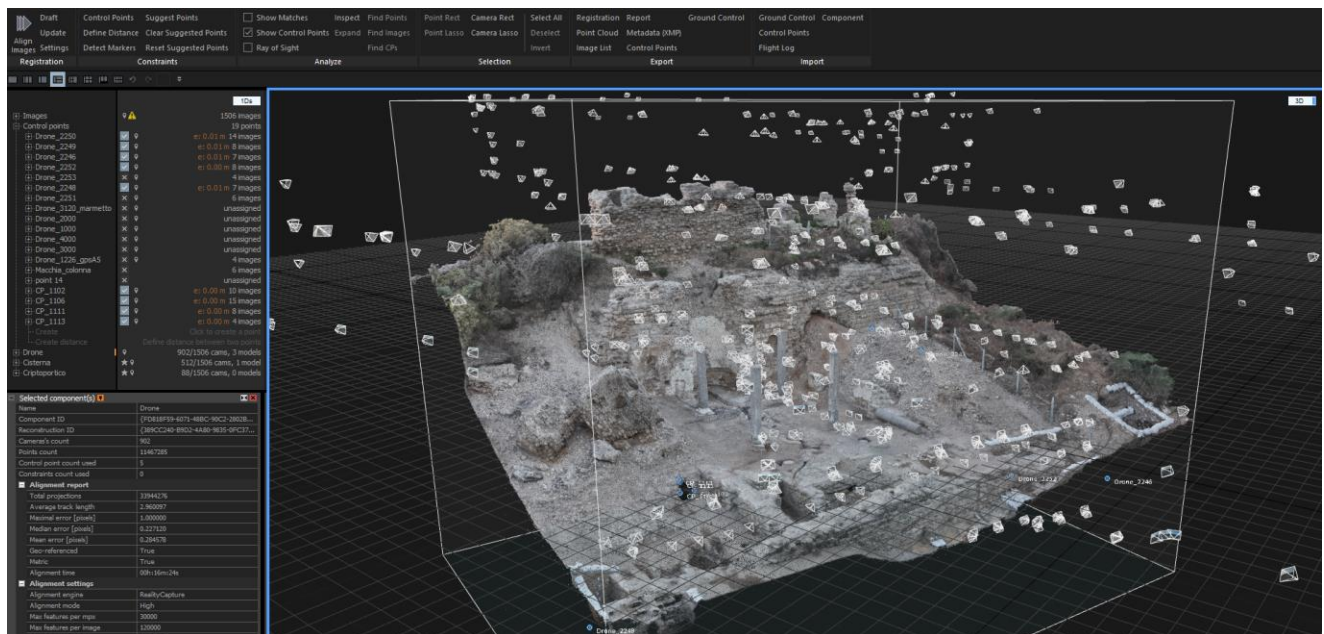 Draft Control Points Suggest Points Show Matches Inspect Find Points Point Rect Camera Rect Select All Registration Report Ground Control Ground Control Component
Update Define Distance Clear Suggested Points Show Control Points Expand Find Images Point Lasso Camera Lasso Deselect Point Cloud Metadata (XMP) Control Points
Align Images Settings Detect Markers Reset Suggested Points Ray of Sight Find CPs Invert Image List Control Points Flight Log
Registration Constraints Analyze Selection Export Import
1Ds
3D
Images 1506 images
Control points 19 points
Drone_2250 e: 0.01 m 14 images
Drone_2249 e: 0.01 m 8 images
Drone_2246 e: 0.01 m 7 images
Drone_2252 e: 0.00 m 8 images
Drone_2253 4 images
Drone_2248 e: 0.01 m 7 images
Drone_2251 6 images
Drone_3120_marmetto unassigned
Drone_2000 unassigned
Drone_1000 unassigned
Drone_4000 unassigned
Drone_3000 unassigned
Drone_1226_gpsA5 4 images
Macchia_colonna 6 images
point 14 unassigned
CP_1102 e: 0.00 m 10 images
CP_1106 e: 0.00 m 15 images
CP_1111 e: 0.00 m 8 images
CP_1113 e: 0.00 m 4 images
Create Click to create a point
Create distance Define distance between two points
Drone 902/1506 cams, 3 models
Cisterna 512/1506 cams, 1 model
Criptoportico 88/1506 cams, 0 models
Selected component(s)
Name Drone
Component ID
Reconstruction ID
Cameras's count 902
Points count 11467285
Control point count used 5
Constraints count used 0
Alignment report
Total projections 33944276
Average track length 2.960097
Maximal error [pixels] 1.000000
Median error [pixels] 0.227120
Mean error [pixels] 0.284578
Geo-referenced True
Metric True
Alignment time 00h:16m:24s
Alignment settings
Alignment engine RealityCapture
Alignment mode High
Max features per mpx 30000
Max features per image 120000
Drone_2252
Drone_2246
Drone_2249